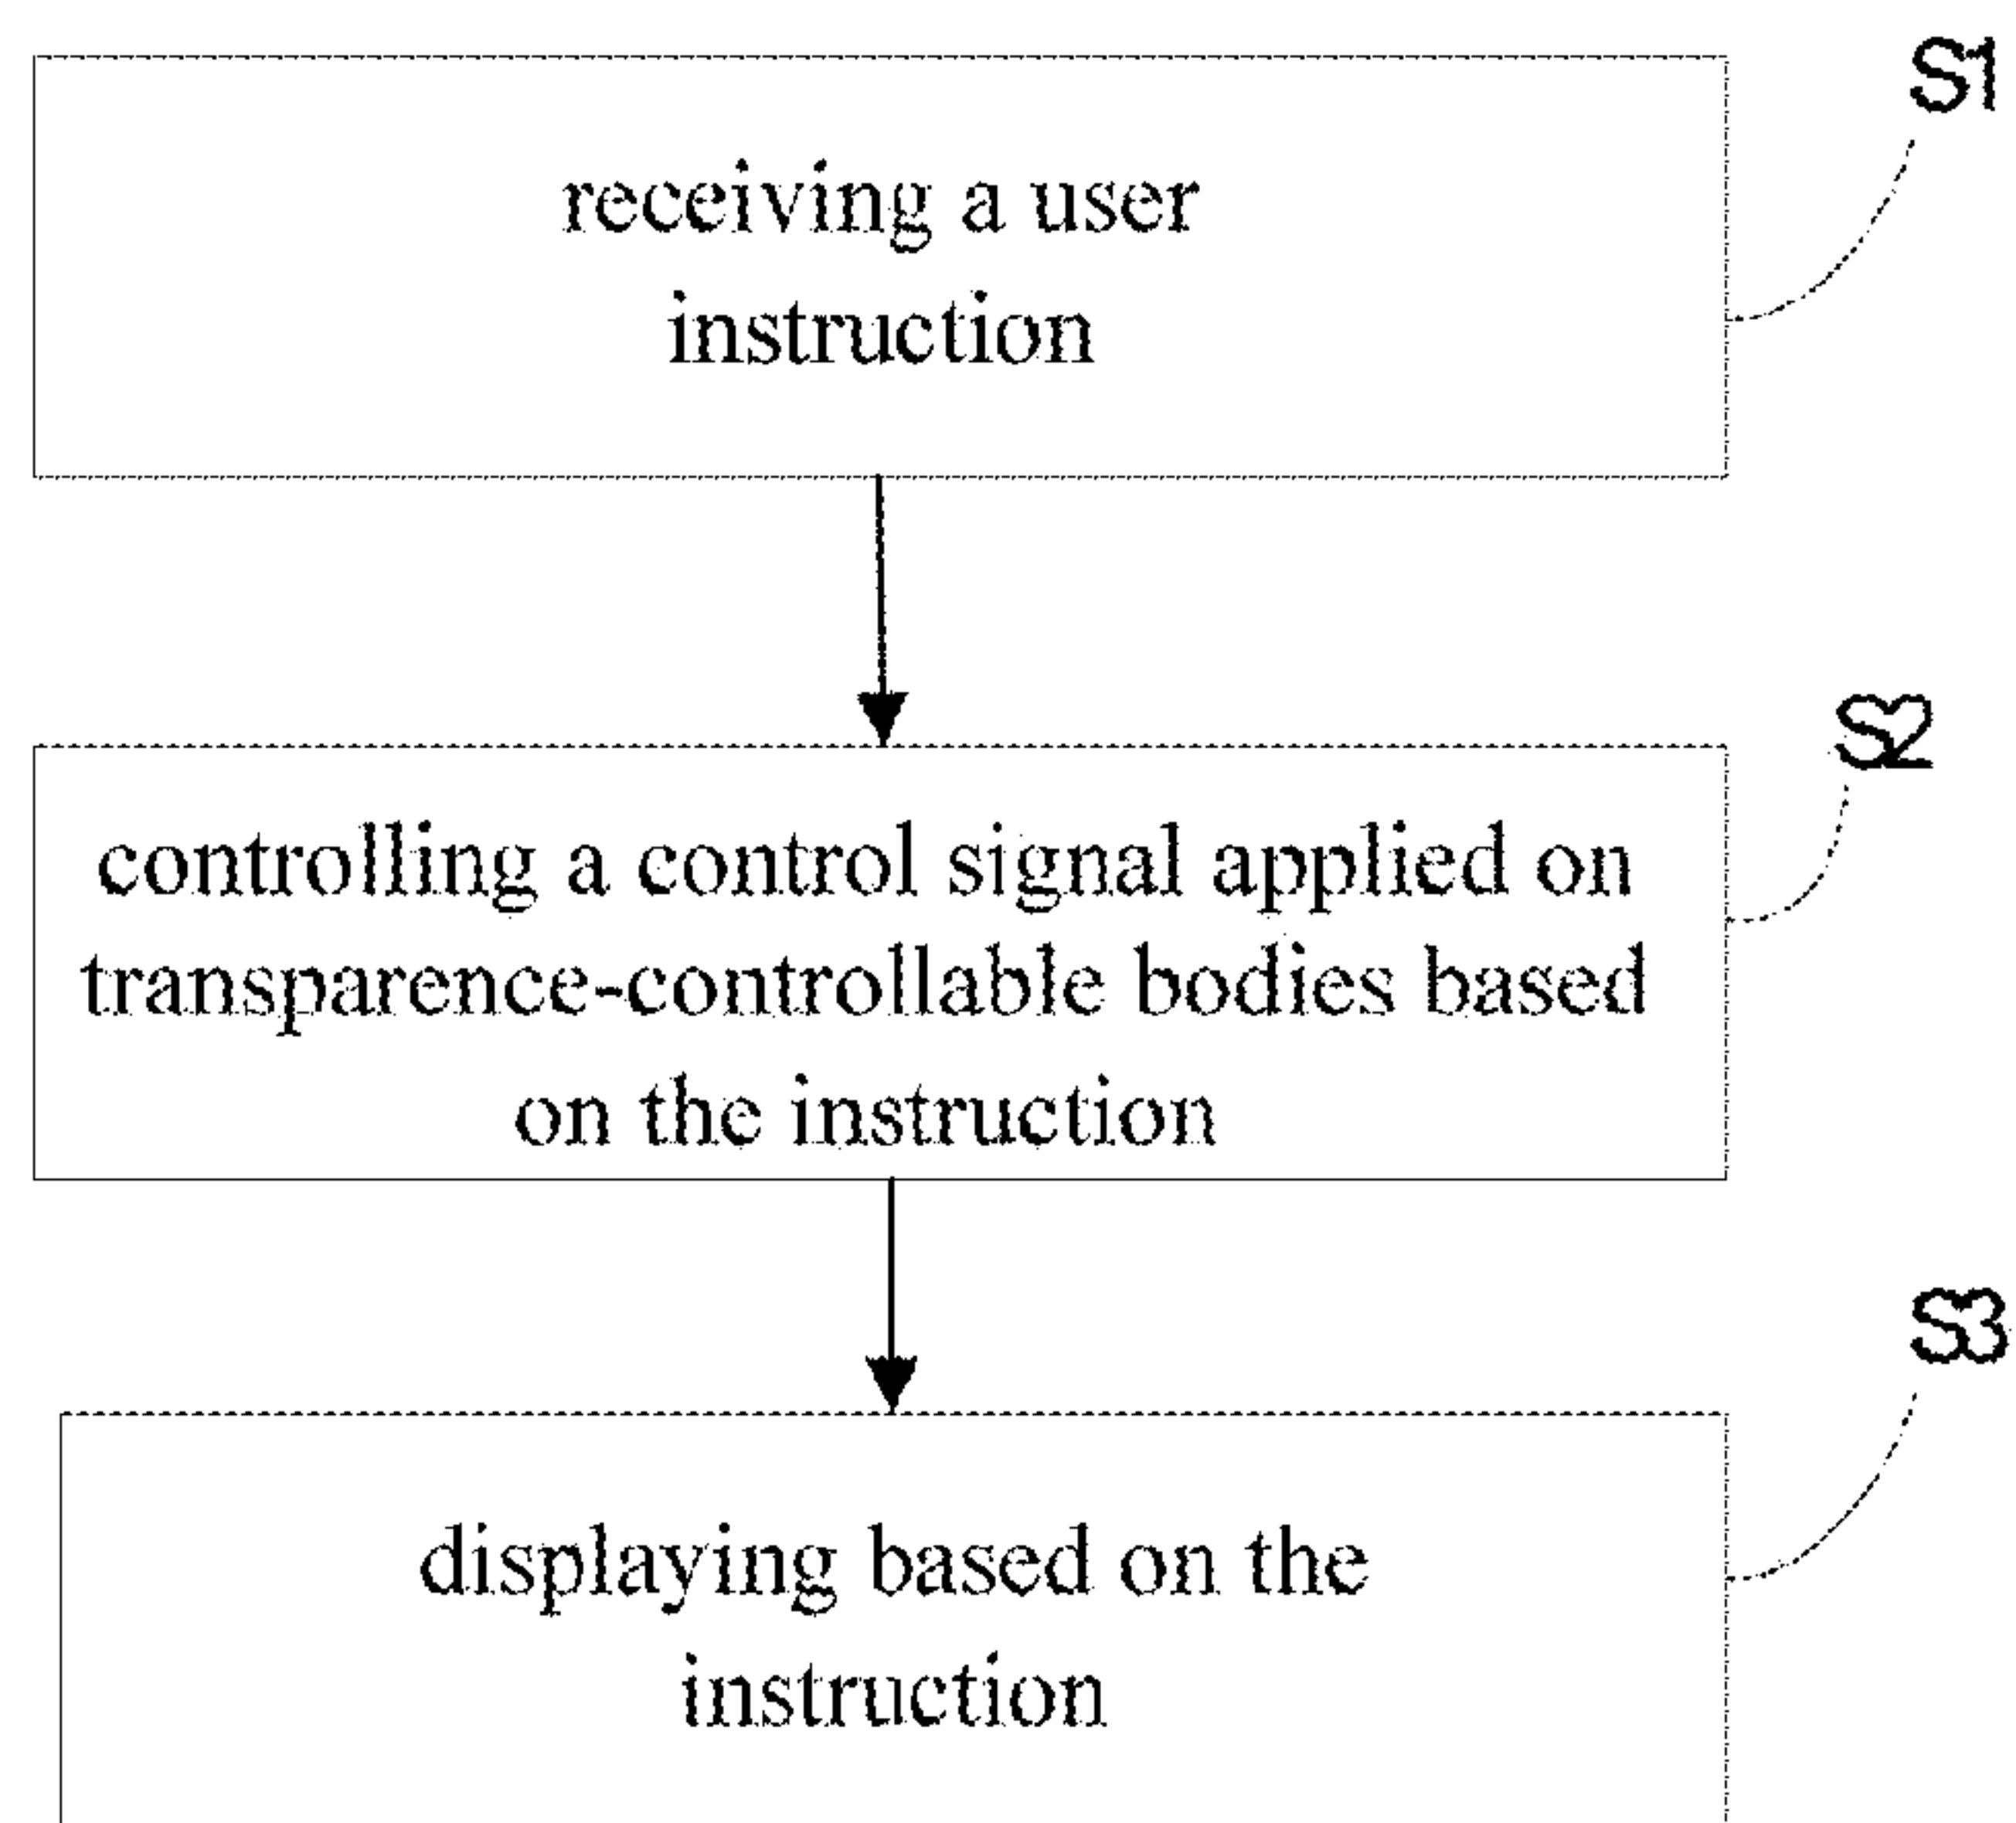 S1
receiving a user
instruction
S2
controlling a control signal applied on
transparence-controllable bodies based
on the instruction
S3
displaying based on the
instruction